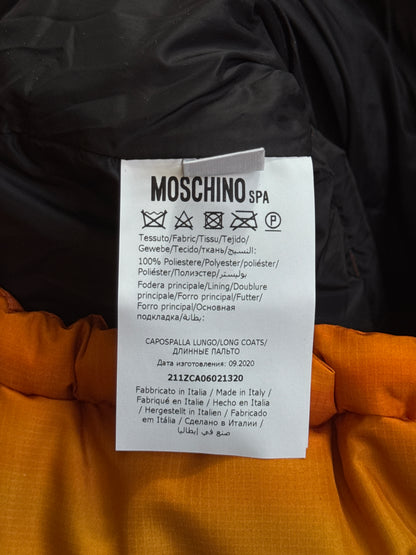 MOSCHINO SPA
Tessuto/Fabric/Tissu/Tejido/
Gewebe/Tecido/ткань/النسيج:
100% Poliestere/Polyester/poliéster/
Poliéster/Полиэстер/بوليستر
Fodera principale/Lining/Doublure
principale/Forro principal/Futter/
Forro principal/Основная
подкладка/بطانة:
CAPOSPALLA LUNGO/LONG COATS/
ДЛИННЫЕ ПАЛЬТО
Дата изготовления: 09.2020
211ZCA06021320
Fabbricato in Italia / Made in Italy /
Fabriqué en Italie / Hecho en Italia
/ Hergestellt in Italien / Fabricado
em Itália / Сделано в Италии /
صنع في إيطاليا